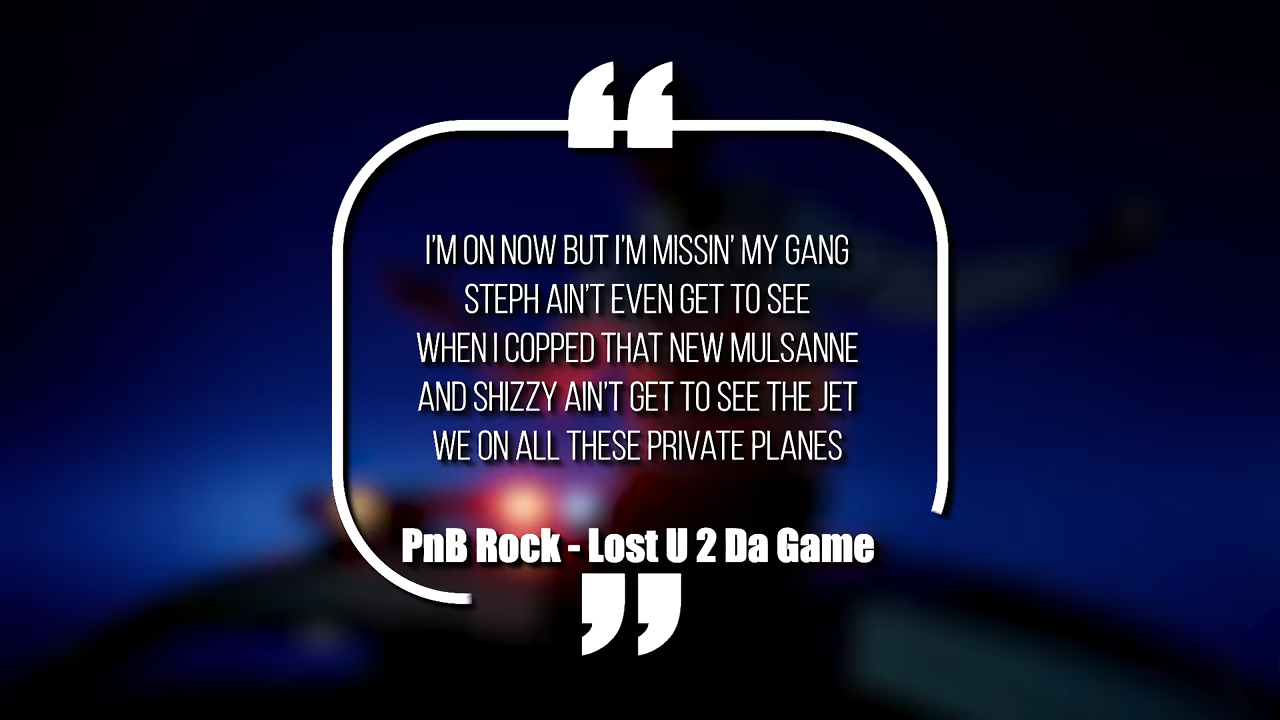 “
I'M ON NOW BUT I'M MISSIN' MY GANG
STEPH AIN'T EVEN GET TO SEE
WHEN I COPPED THAT NEW MULSANNE
AND SHIZZY AIN'T GET TO SEE THE JET
WE ON ALL THESE PRIVATE PLANES
PnB Rock - Lost U 2 Da Game
”